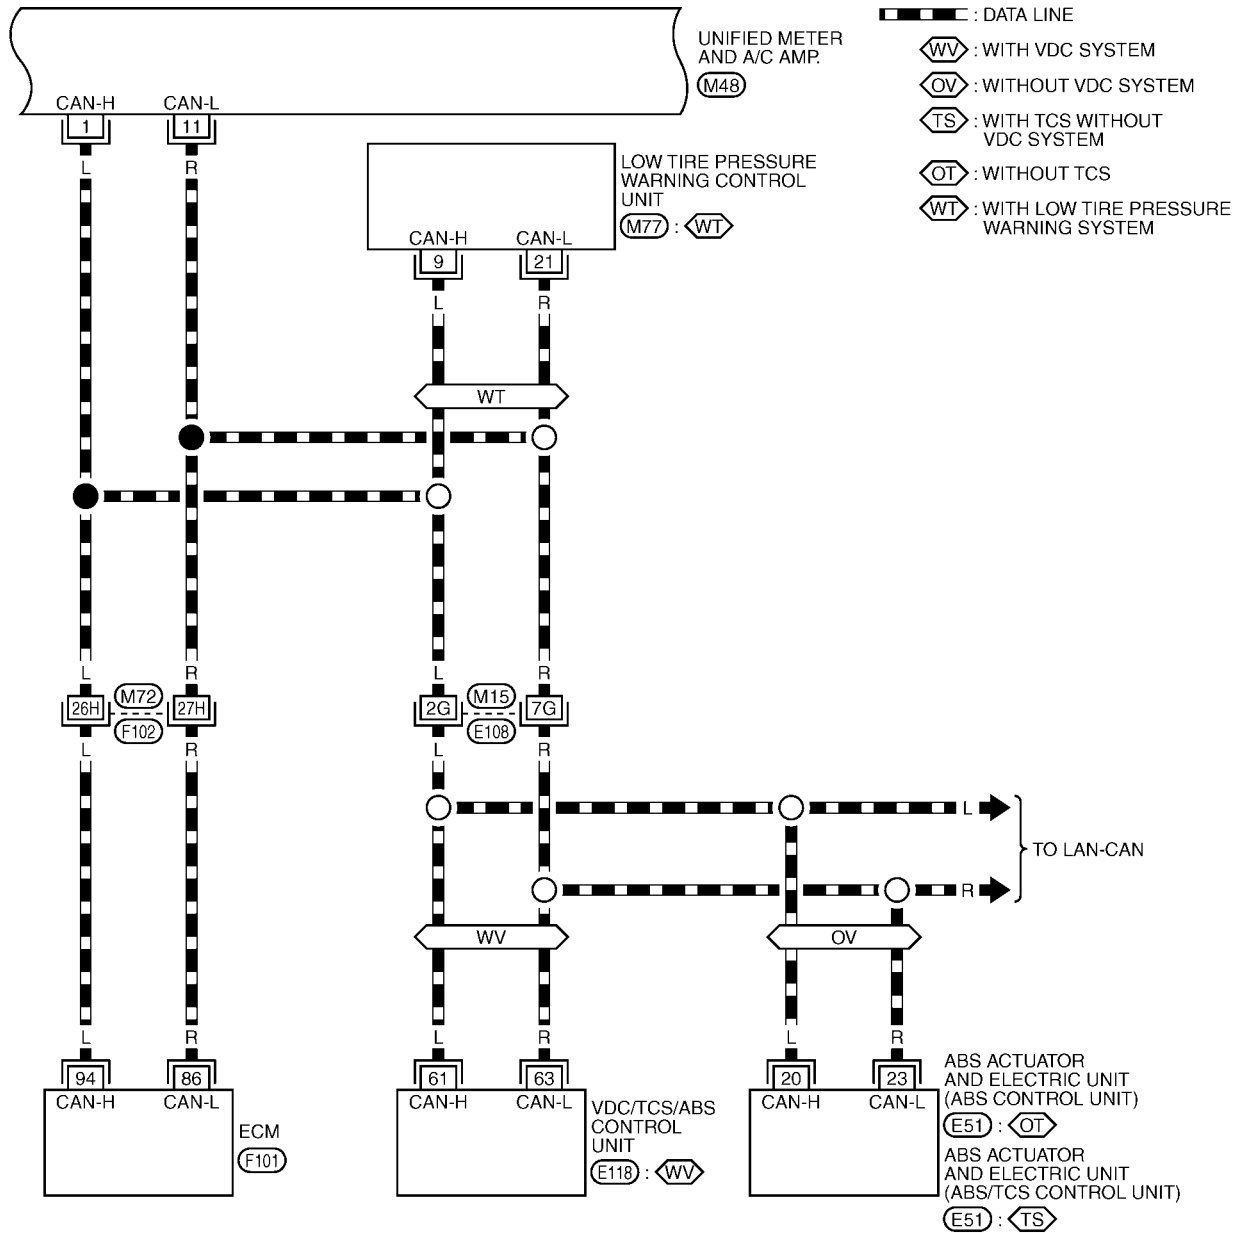 : DATA LINE
WV : WITH VDC SYSTEM
OV : WITHOUT VDC SYSTEM
TS : WITH TCS WITHOUT
VDC SYSTEM
OT : WITHOUT TCS
WT : WITH LOW TIRE PRESSURE
WARNING SYSTEM
UNIFIED METER
AND A/C AMP.
M48
CAN-H CAN-L
1 11
L R
LOW TIRE PRESSURE
WARNING CONTROL
UNIT
M77 : WT
CAN-H CAN-L
9 21
L R
WT
L R L R
26H M72 27H 2G M15 7G
F102 E108
L R L R
L
TO LAN-CAN
R
WV OV
L R L R L R
94 86 61 63 20 23
CAN-H CAN-L CAN-H CAN-L CAN-H CAN-L
ECM
F101
VDC/TCS/ABS
CONTROL
UNIT
E118 : WV
ABS ACTUATOR
AND ELECTRIC UNIT
(ABS CONTROL UNIT)
E51 : OT
ABS ACTUATOR
AND ELECTRIC UNIT
(ABS/TCS CONTROL UNIT)
E51 : TS